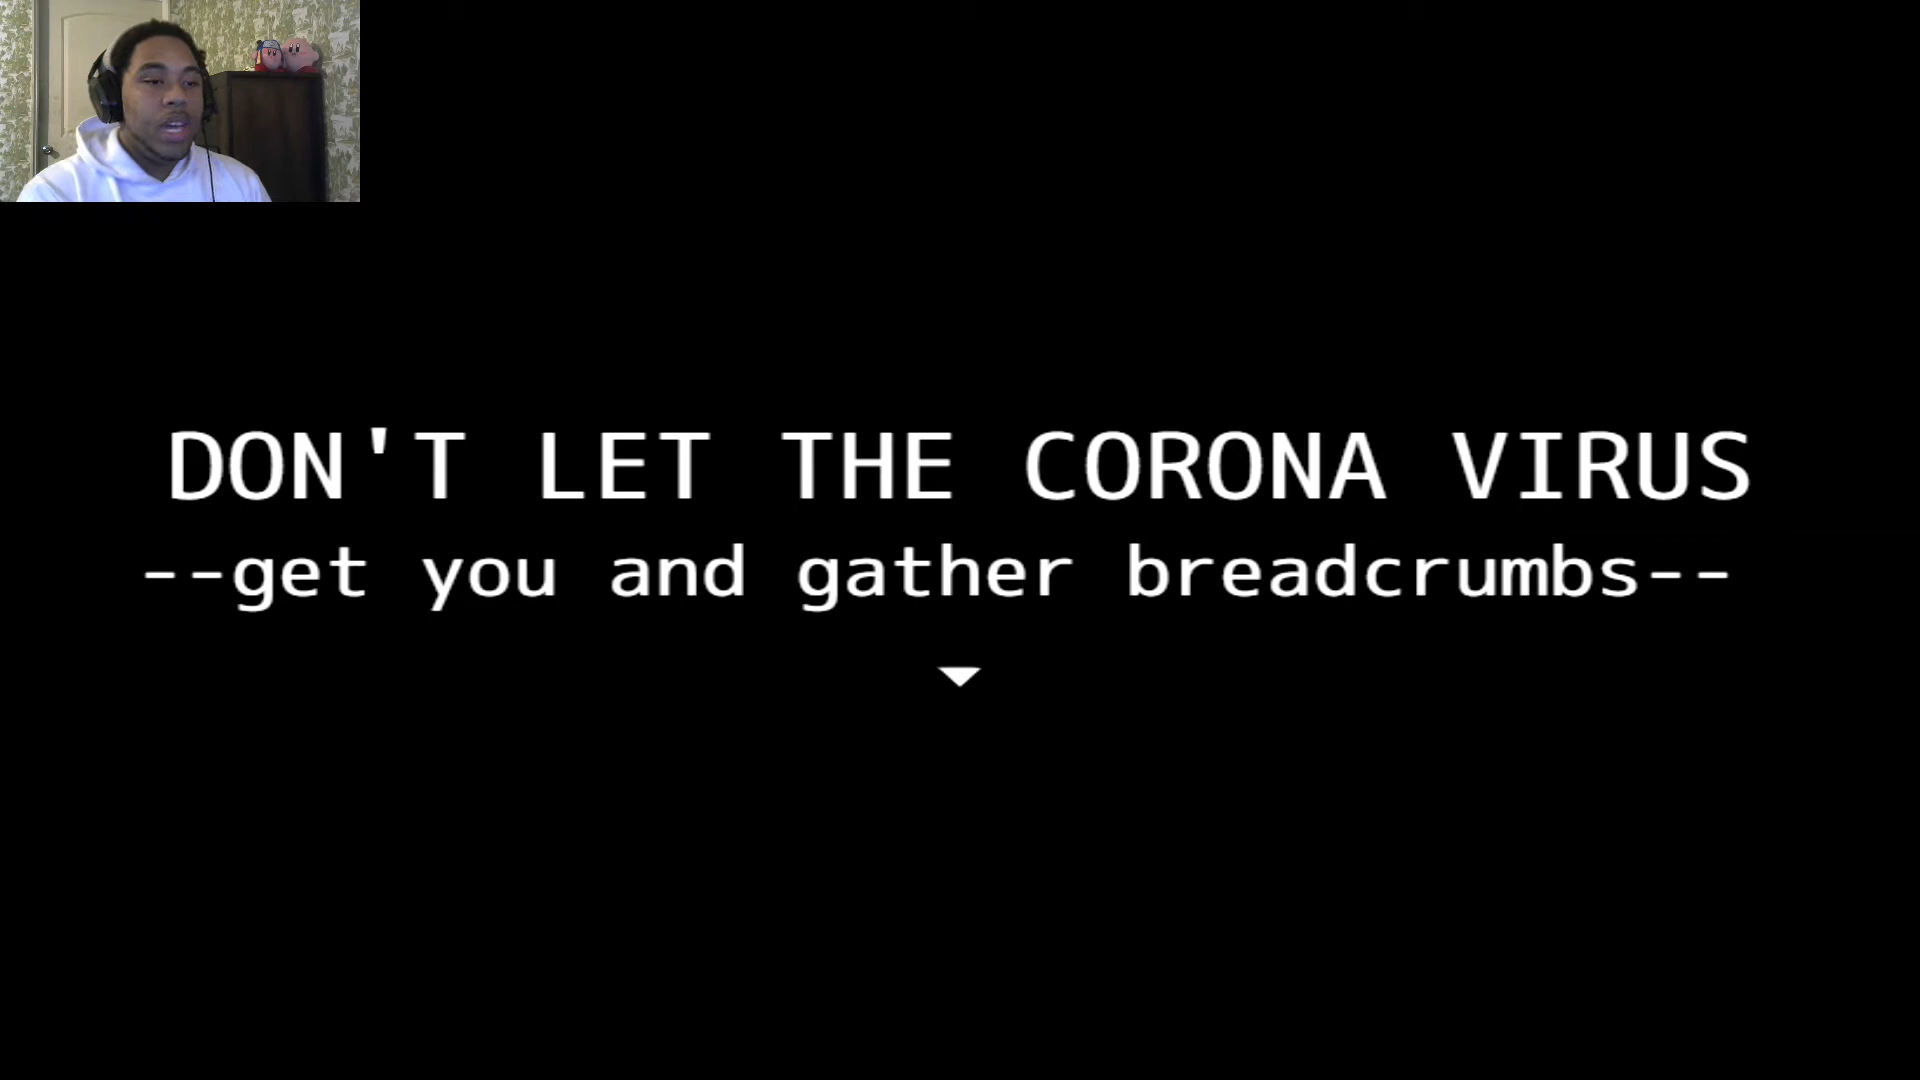 DON'T LET THE CORONA VIRUS
--get you and gather breadcrumbs--